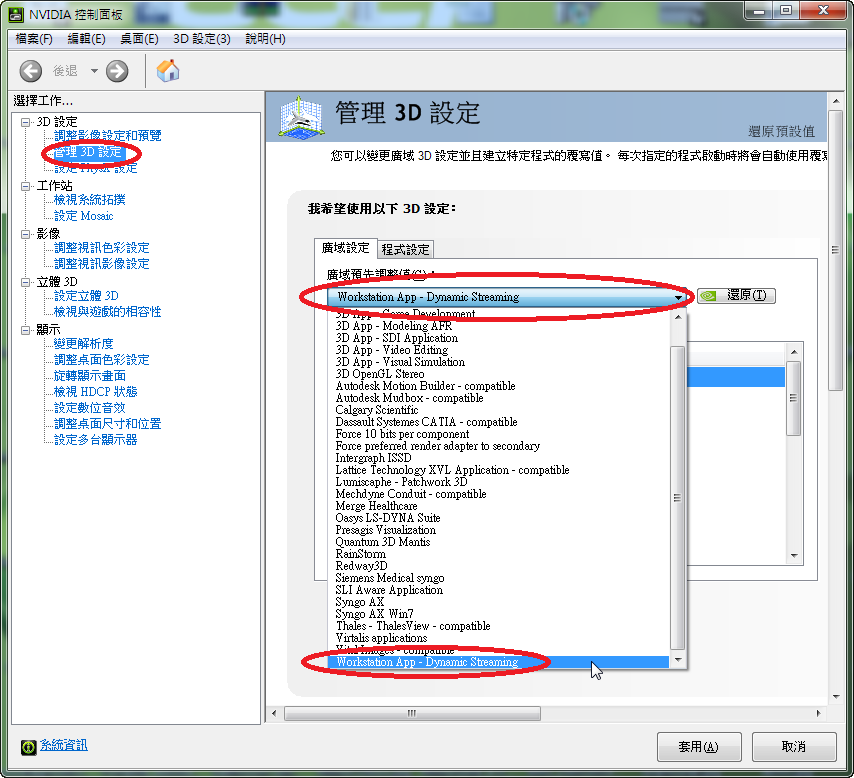 NVIDIA 控制面板
檔案(F) 編輯(E) 桌面(E) 3D 設定(3) 說明(H)
後退
選擇工作...
3D 設定
調整影像設定和預覽
管理 3D 設定
設定 PhysX 設定
工作站
檢視系統拓撲
設定 Mosaic
影像
調整視訊色彩設定
調整視訊影像設定
立體 3D
設定立體 3D
檢視與遊戲的相容性
顯示
變更解析度
調整桌面色彩設定
旋轉顯示畫面
檢視 HDCP 狀態
設定數位音效
調整桌面尺寸和位置
設定多台顯示器
系統資訊
管理 3D 設定
還原預設值
您可以變更廣域 3D 設定並且建立特定程式的覆寫值。 每次指定的程式啟動時將會自動使用覆寫
我希望使用以下 3D 設定：
廣域設定 程式設定
廣域預先調整值(G)：
Workstation App - Dynamic Streaming
還原(T)
3D App - Game Development
3D App - Modeling AFR
3D App - SDI Application
3D App - Video Editing
3D App - Visual Simulation
3D OpenGL Stereo
Autodesk Motion Builder - compatible
Autodesk Mudbox - compatible
Calgary Scientific
Dassault Systemes CATIA - compatible
Force 10 bits per component
Force preferred render adapter to secondary
Intergraph ISSD
Lattice Technology XVL Application - compatible
Lumiscaphe - Patchwork 3D
Mechdyne Conduit - compatible
Merge Healthcare
Oasys LS-DYNA Suite
Presagis Visualization
Quantum 3D Mantis
RainStorm
Redway3D
Siemens Medical syngo
SLI Aware Application
Syngo AX
Syngo AX Win7
Thales - ThalesView - compatible
Virtalis applications
Vital Images - compatible
Workstation App - Dynamic Streaming
套用(A) 取消